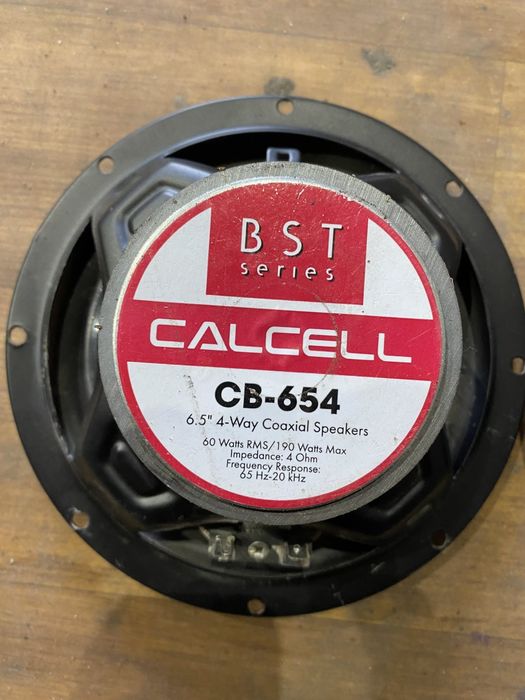 BST
series
CALCELL
CB-654
6.5" 4-Way Coaxial Speakers
60 Watts RMS/190 Watts Max
Impedance: 4 Ohm
Frequency Response:
65 Hz-20 kHz